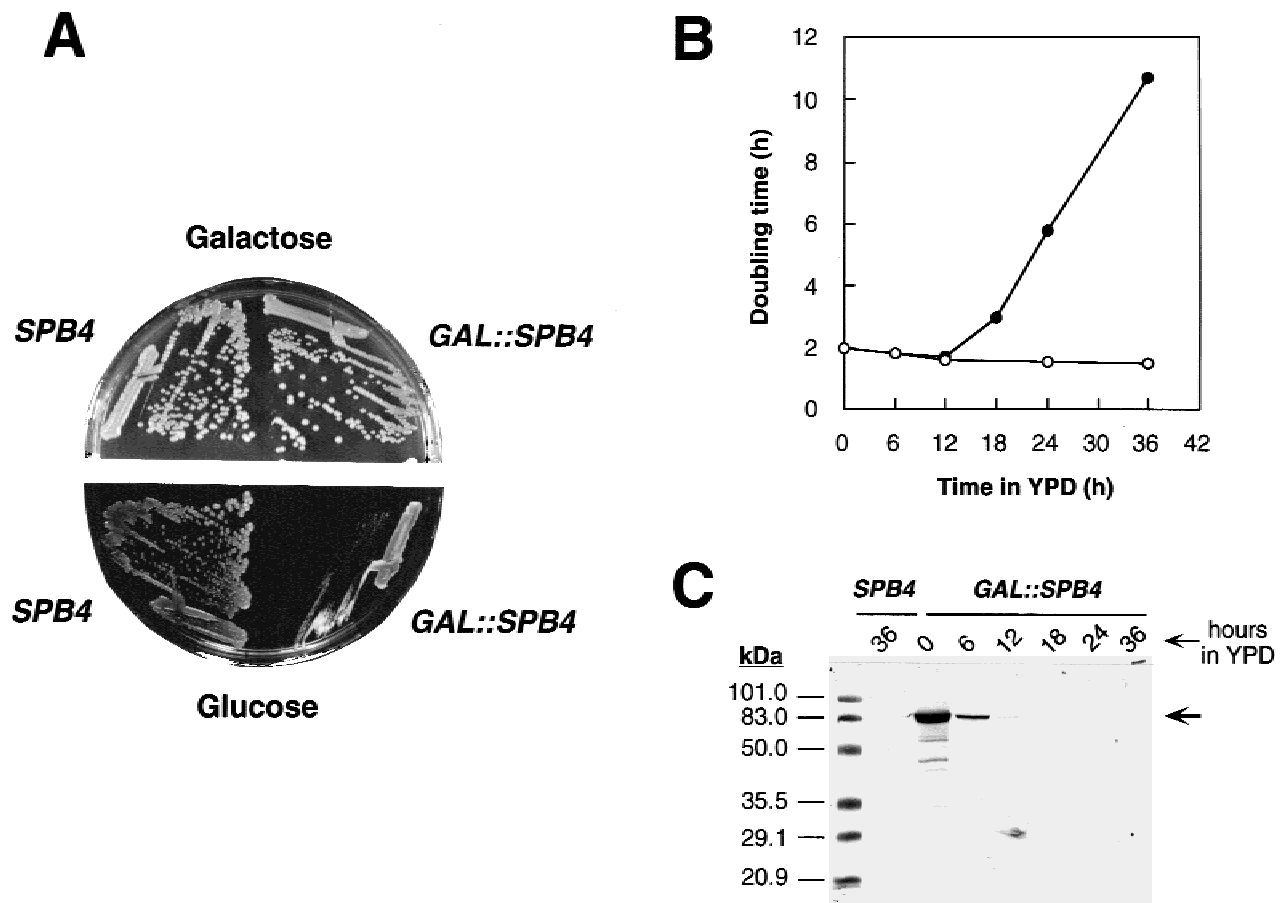 A
Galactose
SPB4
GAL::SPB4
SPB4
GAL::SPB4
Glucose
B
Doubling time (h)
12
10
8
6
4
2
0
0 6 12 18 24 30 36 42
Time in YPD (h)
C
SPB4 GAL::SPB4
36 0 6 12 18 24 36 hours
in YPD
kDa
101.0
83.0
50.0
35.5
29.1
20.9